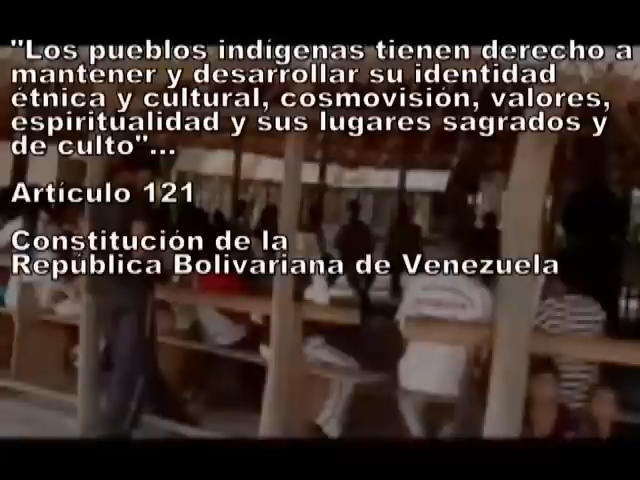 "Los pueblos indígenas tienen derecho a
mantener y desarrollar su identidad
étnica y cultural, cosmovisión, valores,
espiritualidad y sus lugares sagrados y
de culto"...
Artículo 121
Constitución de la
República Bolivariana de Venezuela